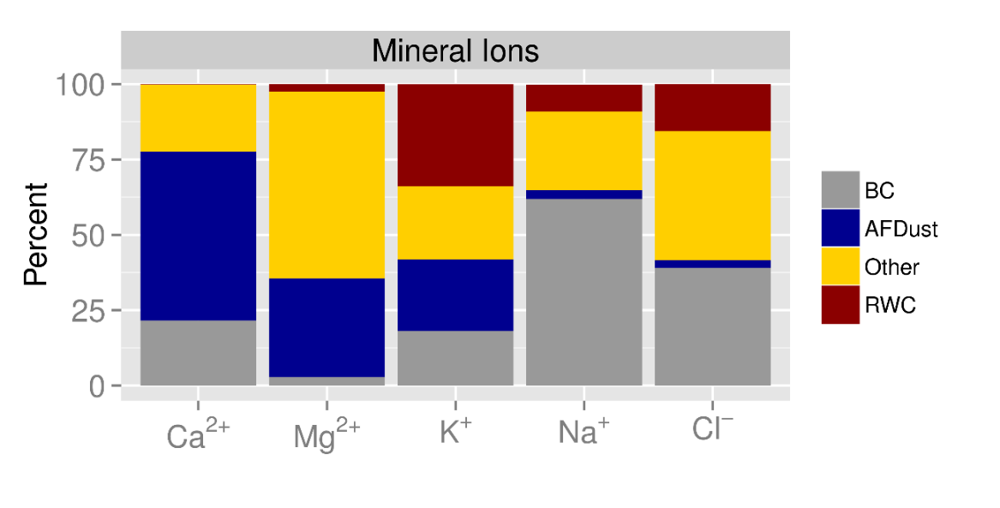 Mineral Ions
Percent
100
75
50
25
0
Ca²⁺ Mg²⁺ K⁺ Na⁺ Cl⁻
BC
AFDust
Other
RWC